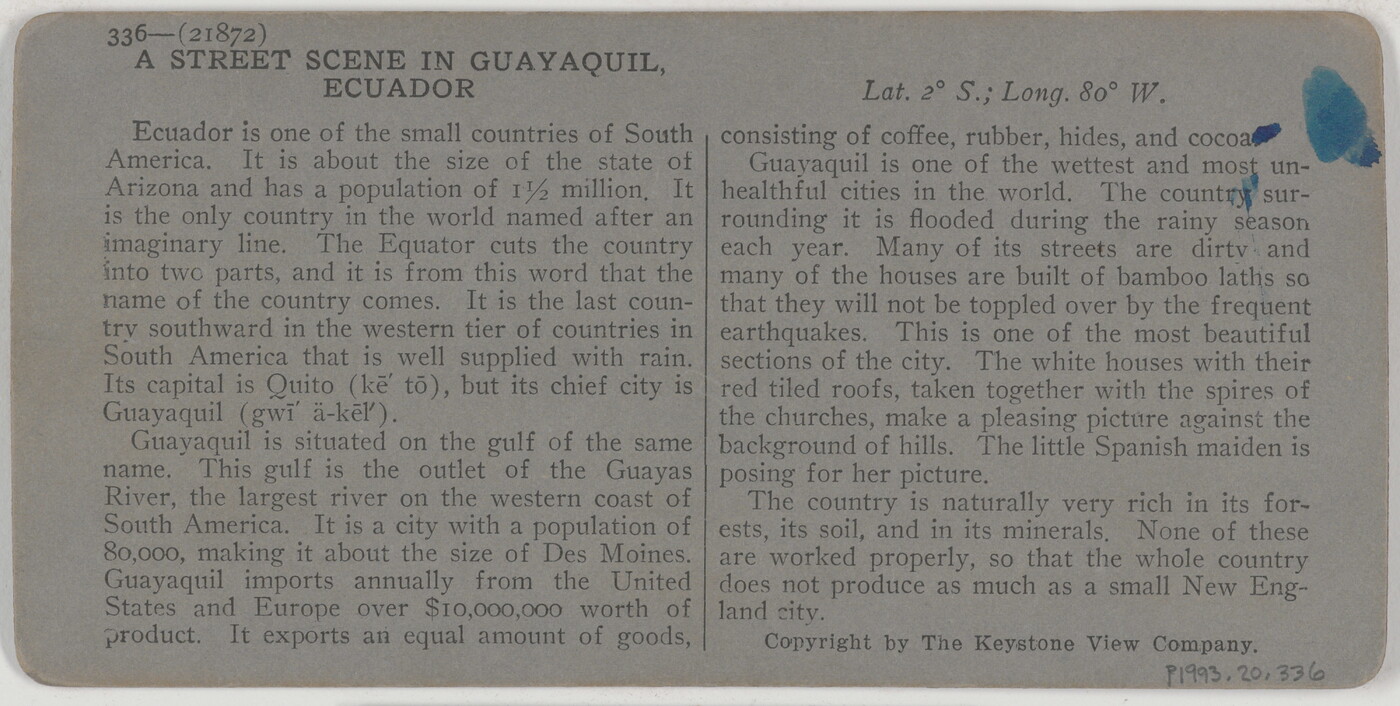 336—(21872)
A STREET SCENE IN GUAYAQUIL,
ECUADOR
Lat. 2° S.; Long. 80° W.
Ecuador is one of the small countries of South
America. It is about the size of the state of
Arizona and has a population of 1½ million. It
is the only country in the world named after an
imaginary line. The Equator cuts the country
into two parts, and it is from this word that the
name of the country comes. It is the last coun-
try southward in the western tier of countries in
South America that is well supplied with rain.
Its capital is Quito (kē′ tō), but its chief city is
Guayaquil (gwī′ ä-kēl′).
Guayaquil is situated on the gulf of the same
name. This gulf is the outlet of the Guayas
River, the largest river on the western coast of
South America. It is a city with a population of
80,000, making it about the size of Des Moines.
Guayaquil imports annually from the United
States and Europe over $10,000,000 worth of
product. It exports an equal amount of goods,
consisting of coffee, rubber, hides, and cocoa
Guayaquil is one of the wettest and most un-
healthful cities in the world. The country sur-
rounding it is flooded during the rainy season
each year. Many of its streets are dirty and
many of the houses are built of bamboo laths so
that they will not be toppled over by the frequent
earthquakes. This is one of the most beautiful
sections of the city. The white houses with their
red tiled roofs, taken together with the spires of
the churches, make a pleasing picture against the
background of hills. The little Spanish maiden is
posing for her picture.
The country is naturally very rich in its for-
ests, its soil, and in its minerals. None of these
are worked properly, so that the whole country
does not produce as much as a small New Eng-
land city.
Copyright by The Keystone View Company.
P1993.20.336